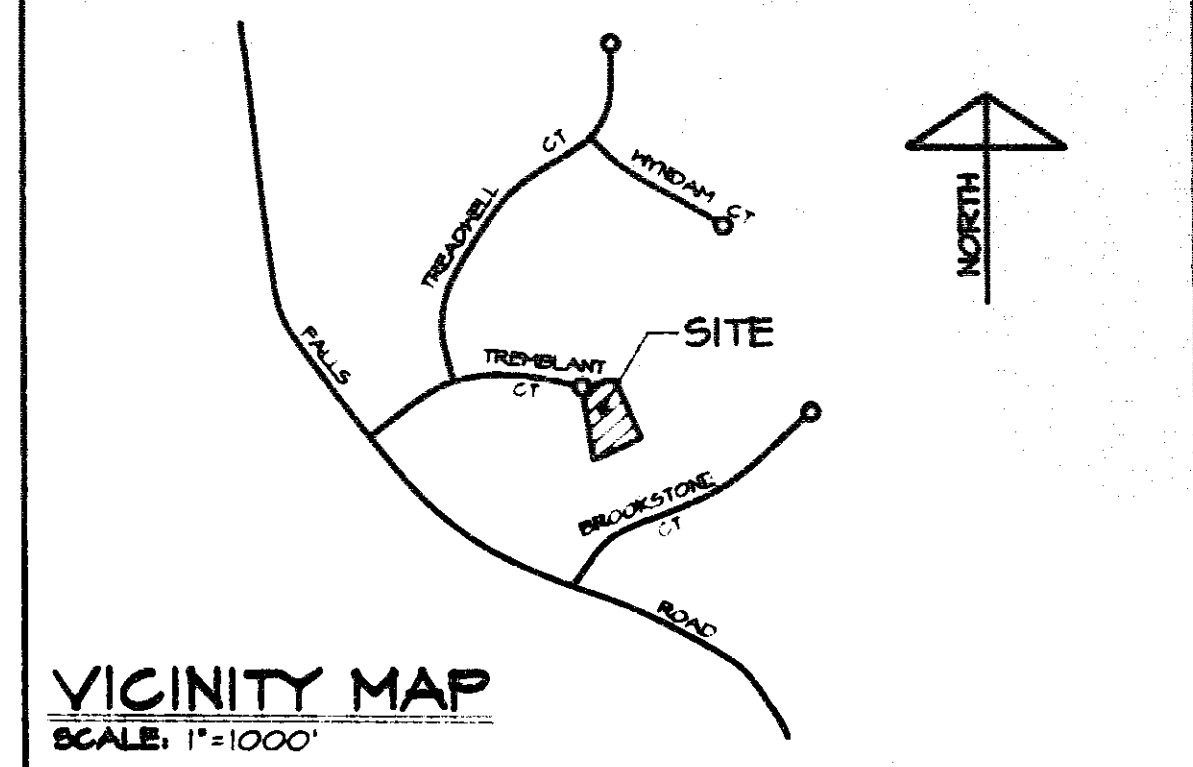 CT
WYNDAM
CT
TREADWELL
NORTH
FALLS
SITE
TREMBLANT
CT
BROOKSTONE
CT
ROAD
VICINITY MAP
SCALE: 1"=1000'